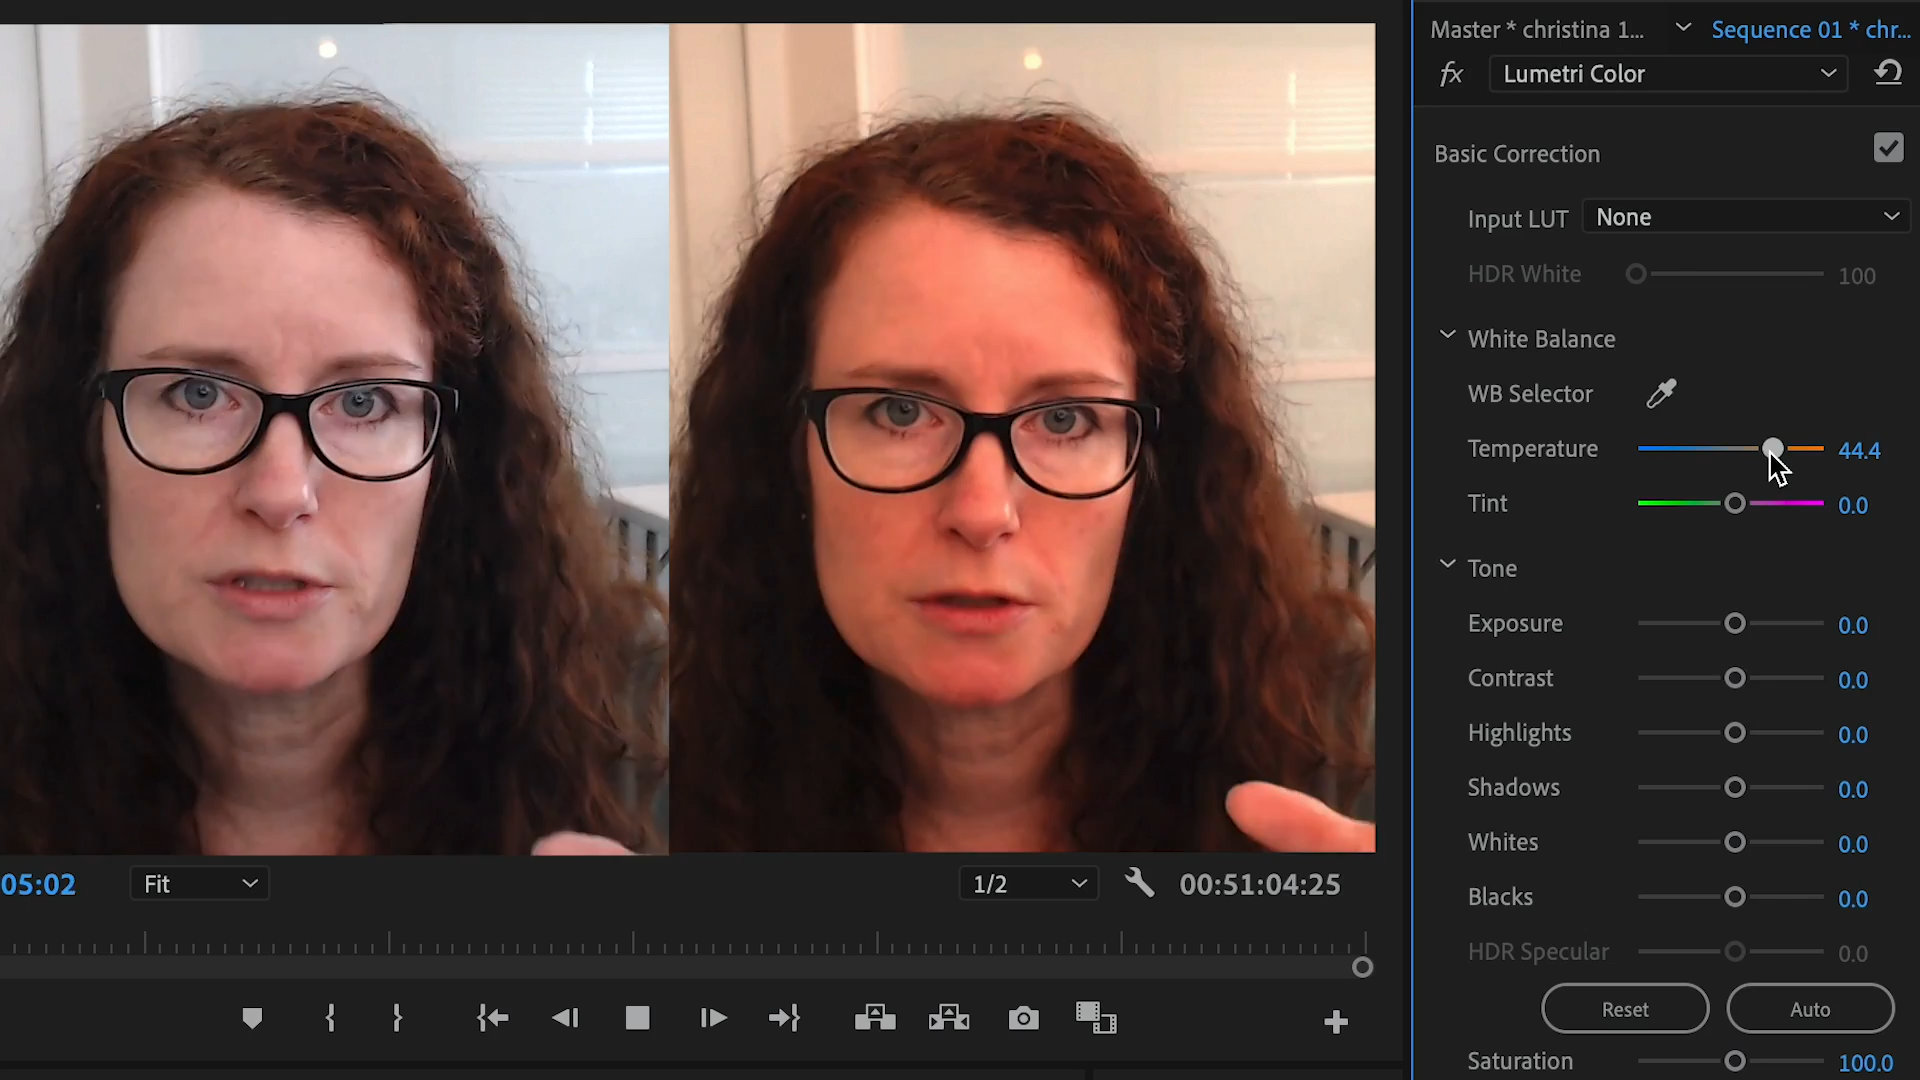 Master * christina 1...
Sequence 01 * chr...
fx
Lumetri Color
Basic Correction
Input LUT
None
HDR White
100
White Balance
WB Selector
Temperature
44.4
Tint
0.0
Tone
Exposure
0.0
Contrast
0.0
Highlights
0.0
Shadows
0.0
Whites
0.0
Blacks
0.0
HDR Specular
0.0
Reset
Auto
Saturation
100.0
05:02
Fit
1/2
00:51:04:25